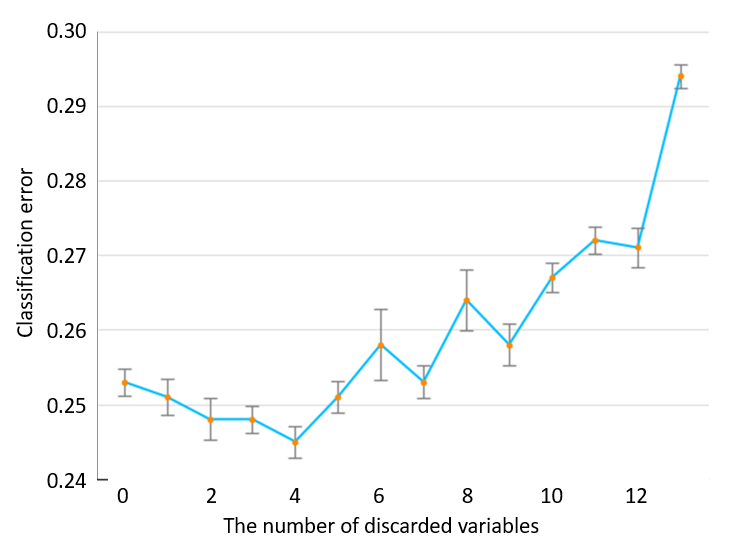 0.30
0.29
0.28
0.27
0.26
0.25
0.24
Classification error
0 2 4 6 8 10 12
The number of discarded variables